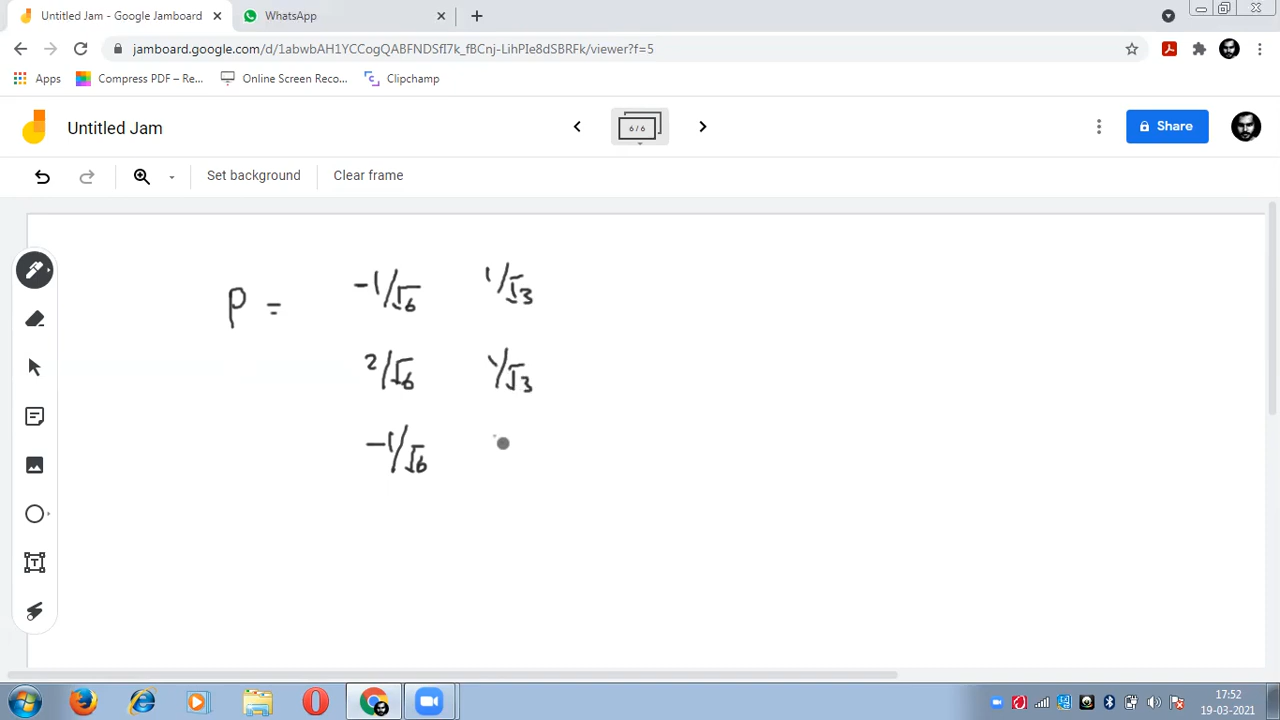 Untitled Jam - Google Jamboard
WhatsApp
jamboard.google.com/d/1abwbAH1YCCogQABFNDSfI7k_fBCnj-LihPIe8dSBRFk/viewer?f=5
Apps Compress PDF – Re... Online Screen Reco... Clipchamp
Untitled Jam
6 / 6
Share
Set background Clear frame
P = -1/√6 1/√3
2/√6 1/√3
-1/√6
17:52
19-03-2021